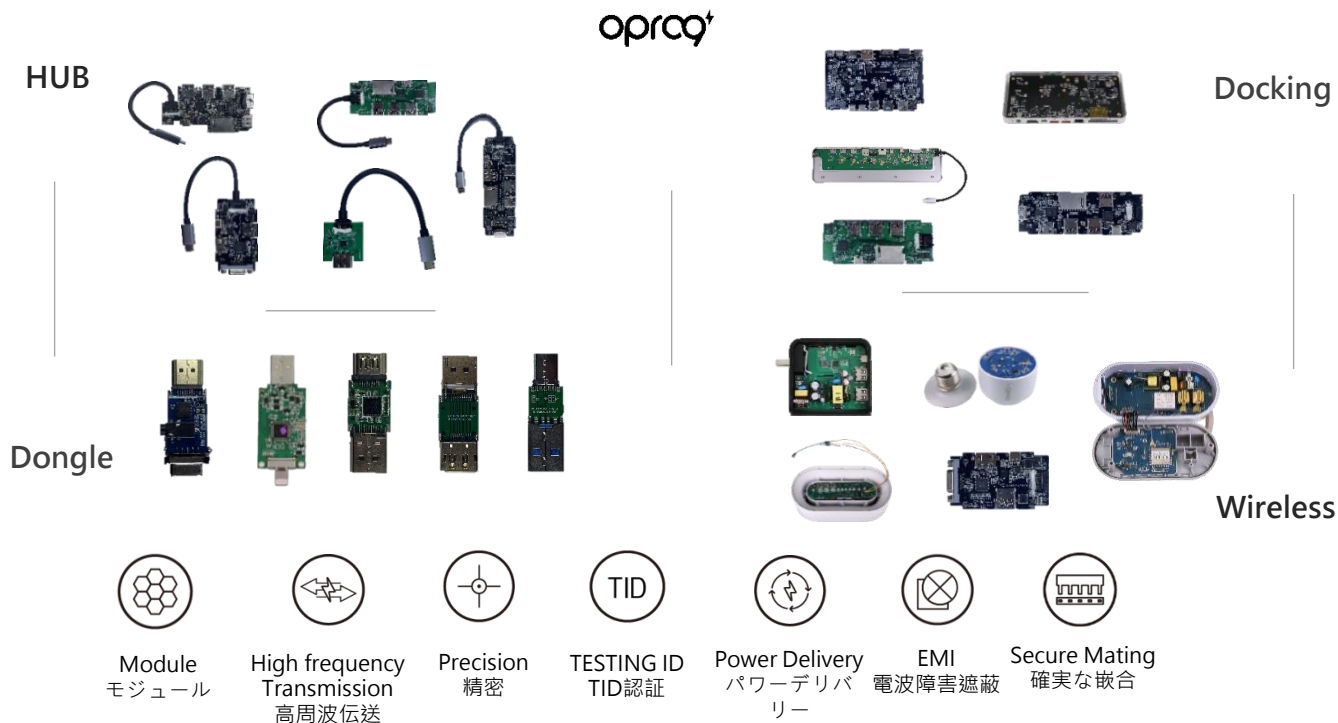 oprcq
HUB
Docking
Dongle
Wireless
TID
Module
モジュール
High frequency
Transmission
高周波伝送
Precision
精密
TESTING ID
TID認証
Power Delivery
パワーデリバ
リー
EMI
電波障害遮蔽
Secure Mating
確実な嵌合